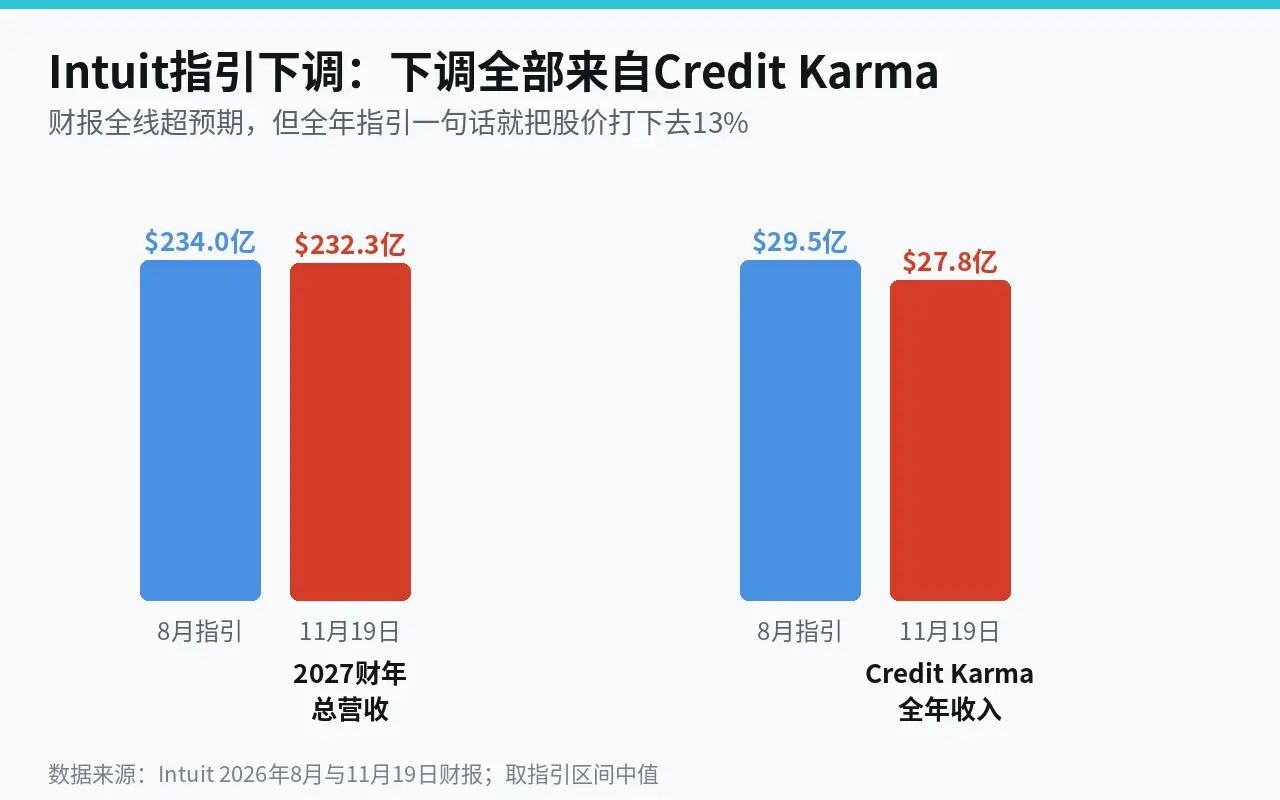 Intuit指引下调：下调全部来自Credit Karma
财报全线超预期，但全年指引一句话就把股价打下去13%
$234.0亿
$232.3亿
$29.5亿
$27.8亿
8月指引
11月19日
8月指引
11月19日
2027财年
总营收
Credit Karma
全年收入
数据来源：Intuit 2026年8月与11月19日财报；取指引区间中值